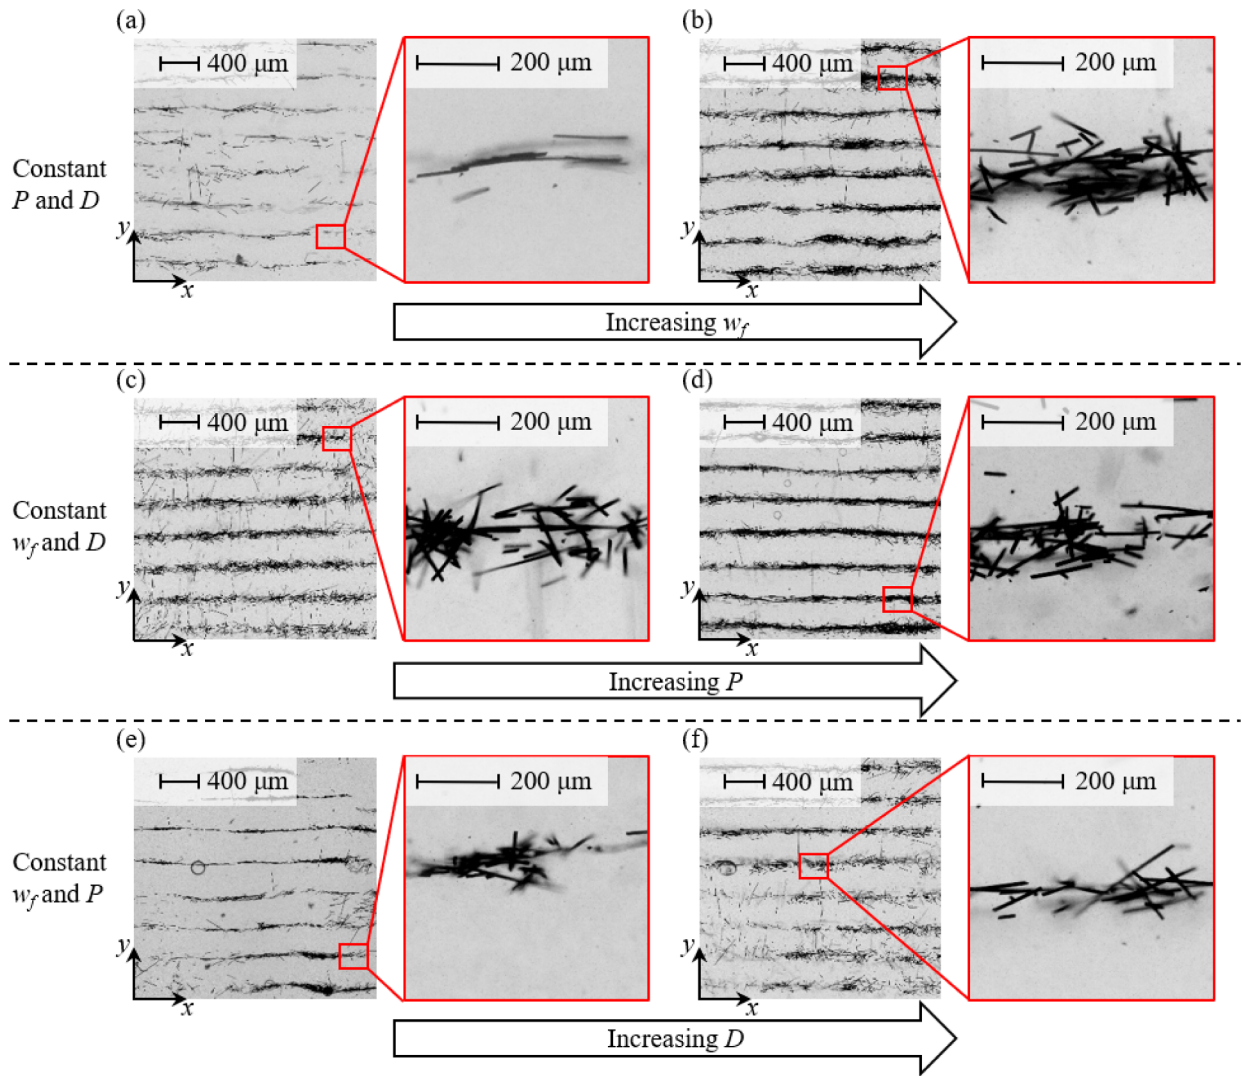 (a)
(b)
400 μm
200 μm
400 μm
200 μm
Constant
P and D
y
x
y
x
Increasing w_f
(c)
(d)
400 μm
200 μm
400 μm
200 μm
Constant
w_f and D
y
x
y
x
Increasing P
(e)
(f)
400 μm
200 μm
400 μm
200 μm
Constant
w_f and P
y
x
y
x
Increasing D